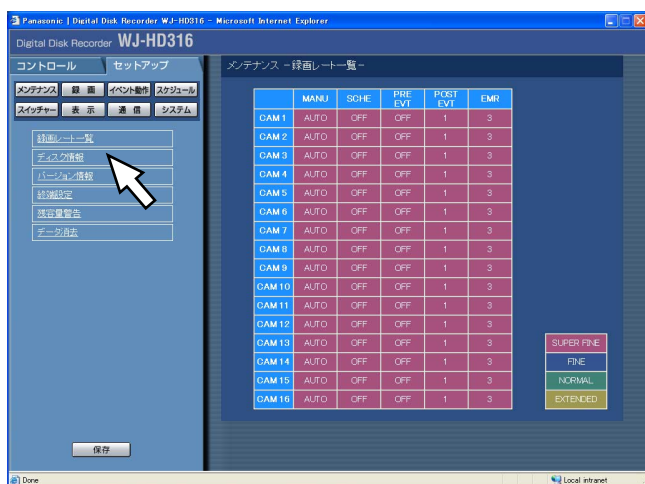 Panasonic | Digital Disk Recorder WJ-HD316 - Microsoft Internet Explorer
Digital Disk Recorder WJ-HD316
コントロール セットアップ
メンテナンス 録画 イベント動作 スケジュール
スイッチャー 表示 通信 システム
録画レート一覧
ディスク情報
バージョン情報
終端設定
残容量警告
データ消去
保存
メンテナンス －録画レート一覧－
MANU SCHE PRE EVT POST EVT EMR
CAM 1 AUTO OFF OFF 1 3
CAM 2 AUTO OFF OFF 1 3
CAM 3 AUTO OFF OFF 1 3
CAM 4 AUTO OFF OFF 1 3
CAM 5 AUTO OFF OFF 1 3
CAM 6 AUTO OFF OFF 1 3
CAM 7 AUTO OFF OFF 1 3
CAM 8 AUTO OFF OFF 1 3
CAM 9 AUTO OFF OFF 1 3
CAM 10 AUTO OFF OFF 1 3
CAM 11 AUTO OFF OFF 1 3
CAM 12 AUTO OFF OFF 1 3
CAM 13 AUTO OFF OFF 1 3
CAM 14 AUTO OFF OFF 1 3
CAM 15 AUTO OFF OFF 1 3
CAM 16 AUTO OFF OFF 1 3
SUPER FINE
FINE
NORMAL
EXTENDED
Done
Local intranet